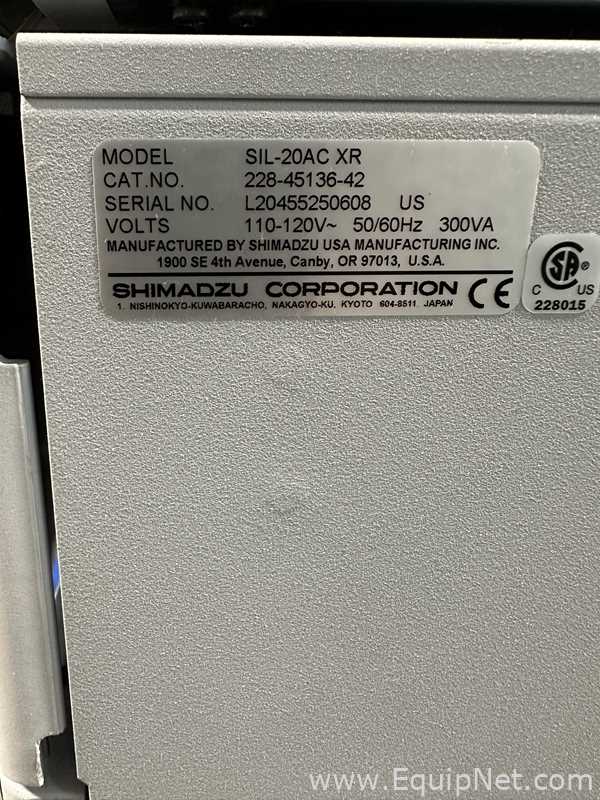 MODEL SIL-20AC XR
CAT.NO. 228-45136-42
SERIAL NO. L20455250608 US
VOLTS 110-120V~ 50/60Hz 300VA
MANUFACTURED BY SHIMADZU USA MANUFACTURING INC.
1900 SE 4th Avenue, Canby, OR 97013, U.S.A.
SHIMADZU CORPORATION CE
1. NISHINOKYO-KUWABARACHO, NAKAGYO-KU, KYOTO 604-8511, JAPAN
CSA
C US
228015
www.EquipNet.com